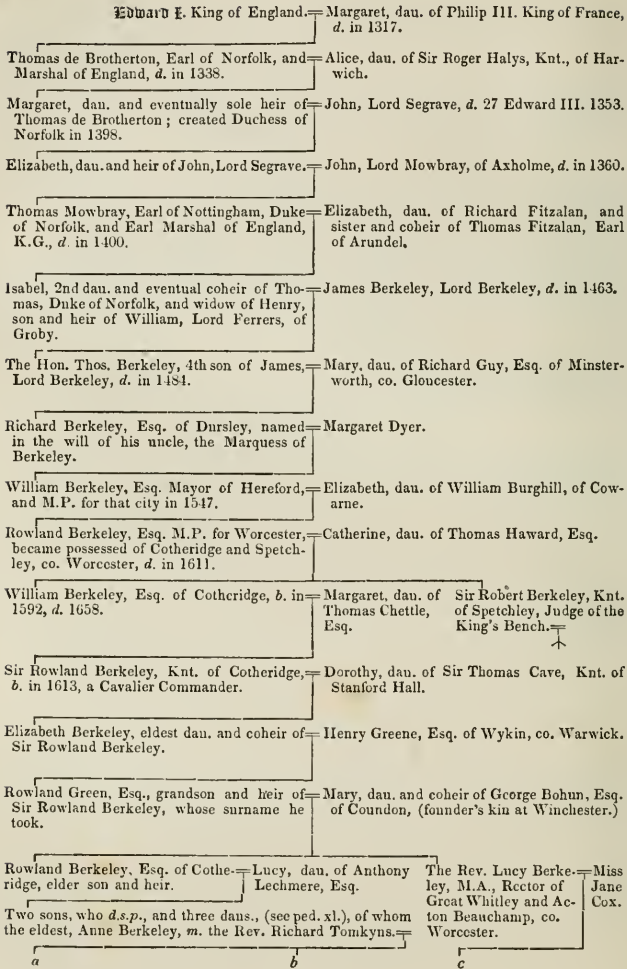 Edward I. King of England.=Margaret, dau. of Philip III. King of France,
d. in 1317.
Thomas de Brotherton, Earl of Norfolk, and=Alice, dau. of Sir Roger Halys, Knt., of Har-
Marshal of England, d. in 1338. wich.
Margaret, dau. and eventually sole heir of=John, Lord Segrave, d. 27 Edward III. 1353.
Thomas de Brotherton; created Duchess of
Norfolk in 1398.
Elizabeth, dau. and heir of John, Lord Segrave.=John, Lord Mowbray, of Axholme, d. in 1360.
Thomas Mowbray, Earl of Nottingham, Duke=Elizabeth, dau. of Richard Fitzalan, and
of Norfolk, and Earl Marshal of England, sister and coheir of Thomas Fitzalan, Earl
K.G., d. in 1400. of Arundel.
Isabel, 2nd dau. and eventual coheir of Tho-=James Berkeley, Lord Berkeley, d. in 1463.
mas, Duke of Norfolk, and widow of Henry,
son and heir of William, Lord Ferrers, of
Groby.
The Hon. Thos. Berkeley, 4th son of James,=Mary, dau. of Richard Guy, Esq. of Minster-
Lord Berkeley, d. in 1484. worth, co. Gloucester.
Richard Berkeley, Esq. of Dursley, named=Margaret Dyer.
in the will of his uncle, the Marquess of
Berkeley.
William Berkeley, Esq. Mayor of Hereford,=Elizabeth, dau. of William Burghill, of Cow-
and M.P. for that city in 1547. arne.
Rowland Berkeley, Esq. M.P. for Worcester,=Catherine, dau. of Thomas Haward, Esq.
became possessed of Cotheridge and Spetch-
ley, co. Worcester, d. in 1611.
William Berkeley, Esq. of Cotheridge, b. in=Margaret, dau. of Sir Robert Berkeley, Knt.
1592, d. 1658. Thomas Chettle, of Spetchley, Judge of the
Esq. King's Bench.=
Sir Rowland Berkeley, Knt. of Cotheridge,=Dorothy, dau. of Sir Thomas Cave, Knt. of
b. in 1613, a Cavalier Commander. Stanford Hall.
Elizabeth Berkeley, eldest dau. and coheir of=Henry Greene, Esq. of Wykin, co. Warwick.
Sir Rowland Berkeley.
Rowland Green, Esq., grandson and heir of=Mary, dau. and coheir of George Bohun, Esq.
Sir Rowland Berkeley, whose surname he of Coundon, (founder's kin at Winchester.)
took.
Rowland Berkeley, Esq. of Cothe-=Lucy, dau. of Anthony The Rev. Lucy Berke-=Miss
ridge, elder son and heir. Lechmere, Esq. ley, M.A., Rector of Jane
Great Whitley and Ac- Cox.
Two sons, who d.s.p., and three daus., (see ped. xl.), of whom ton Beauchamp, co.
the eldest, Anne Berkeley, m. the Rev. Richard Tomkyns.= Worcester.
a b c